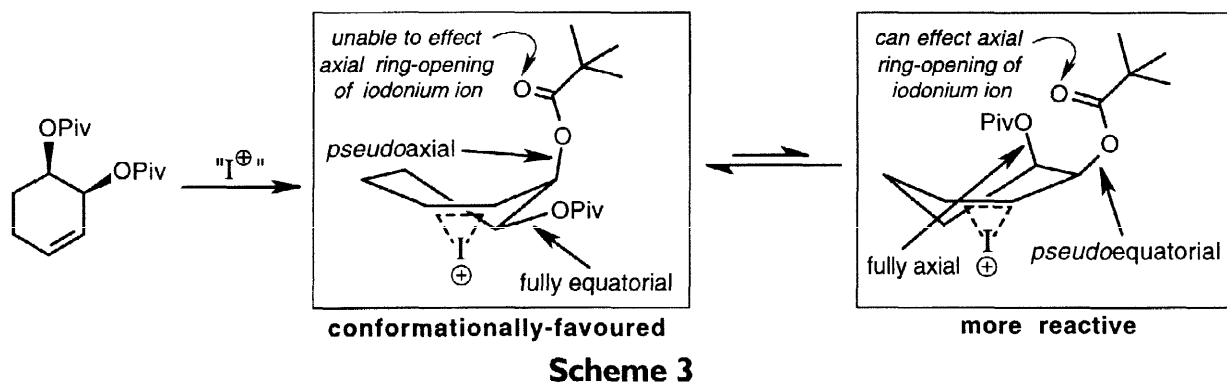 OPiv
OPiv
"I⊕"
unable to effect
axial ring-opening
of iodonium ion
O
O
pseudoaxial
OPiv
I
⊕
fully equatorial
conformationally-favoured
can effect axial
ring-opening of
iodonium ion
O
PivO
O
I
⊕
fully axial
pseudoequatorial
more reactive
Scheme 3